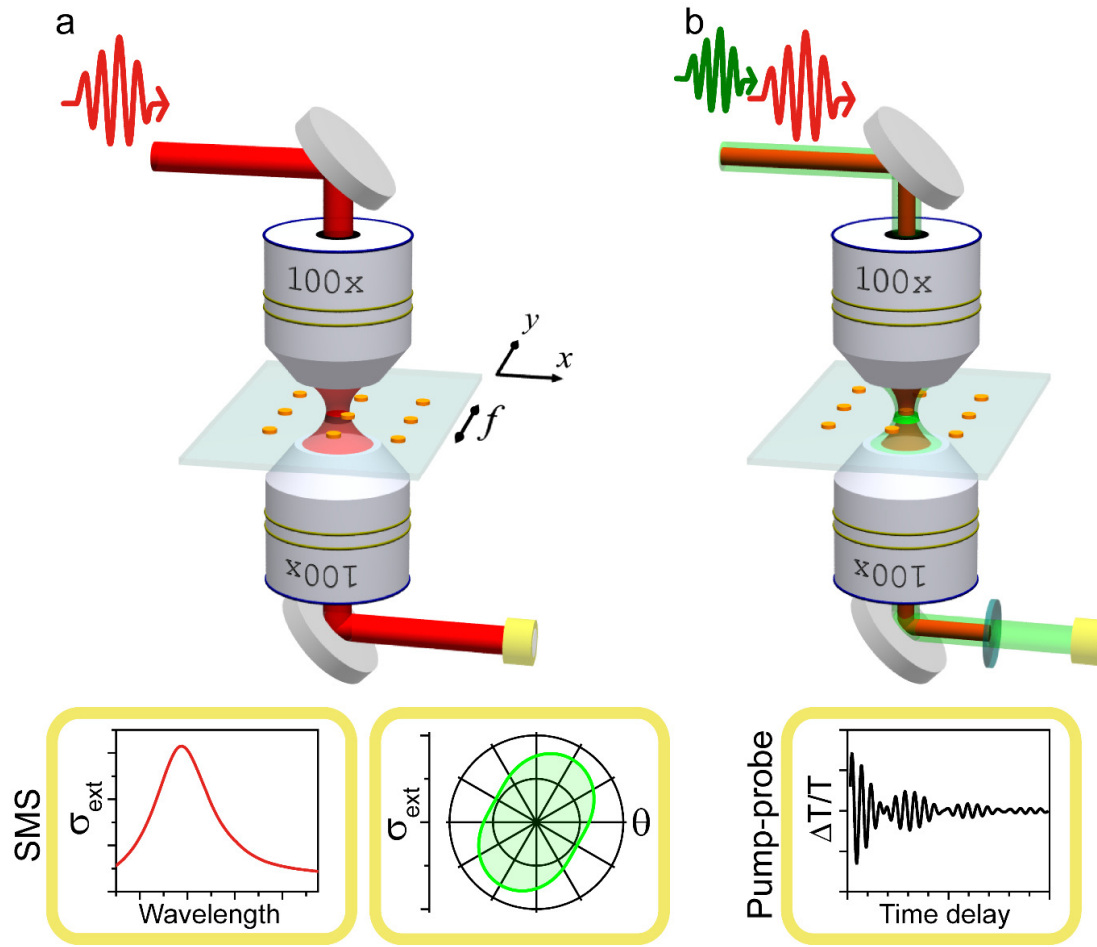 a
b
100x
100x
y
x
f
100x
100x
SMS
σext
Wavelength
σext
θ
Pump-probe
ΔT/T
Time delay